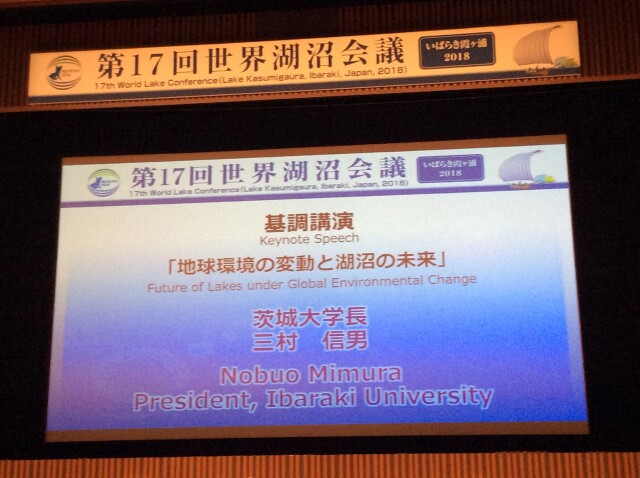 第17回世界湖沼会議
いばらき霞ヶ浦
2018
17th World Lake Conference(Lake Kasumigaura, Ibaraki, Japan, 2018)
第17回世界湖沼会議
いばらき霞ヶ浦
2018
17th World Lake Conference(Lake Kasumigaura, Ibaraki, Japan, 2018)
基調講演
Keynote Speech
「地球環境の変動と湖沼の未来」
Future of Lakes under Global Environmental Change
茨城大学長
三村 信男
Nobuo Mimura
President, Ibaraki University